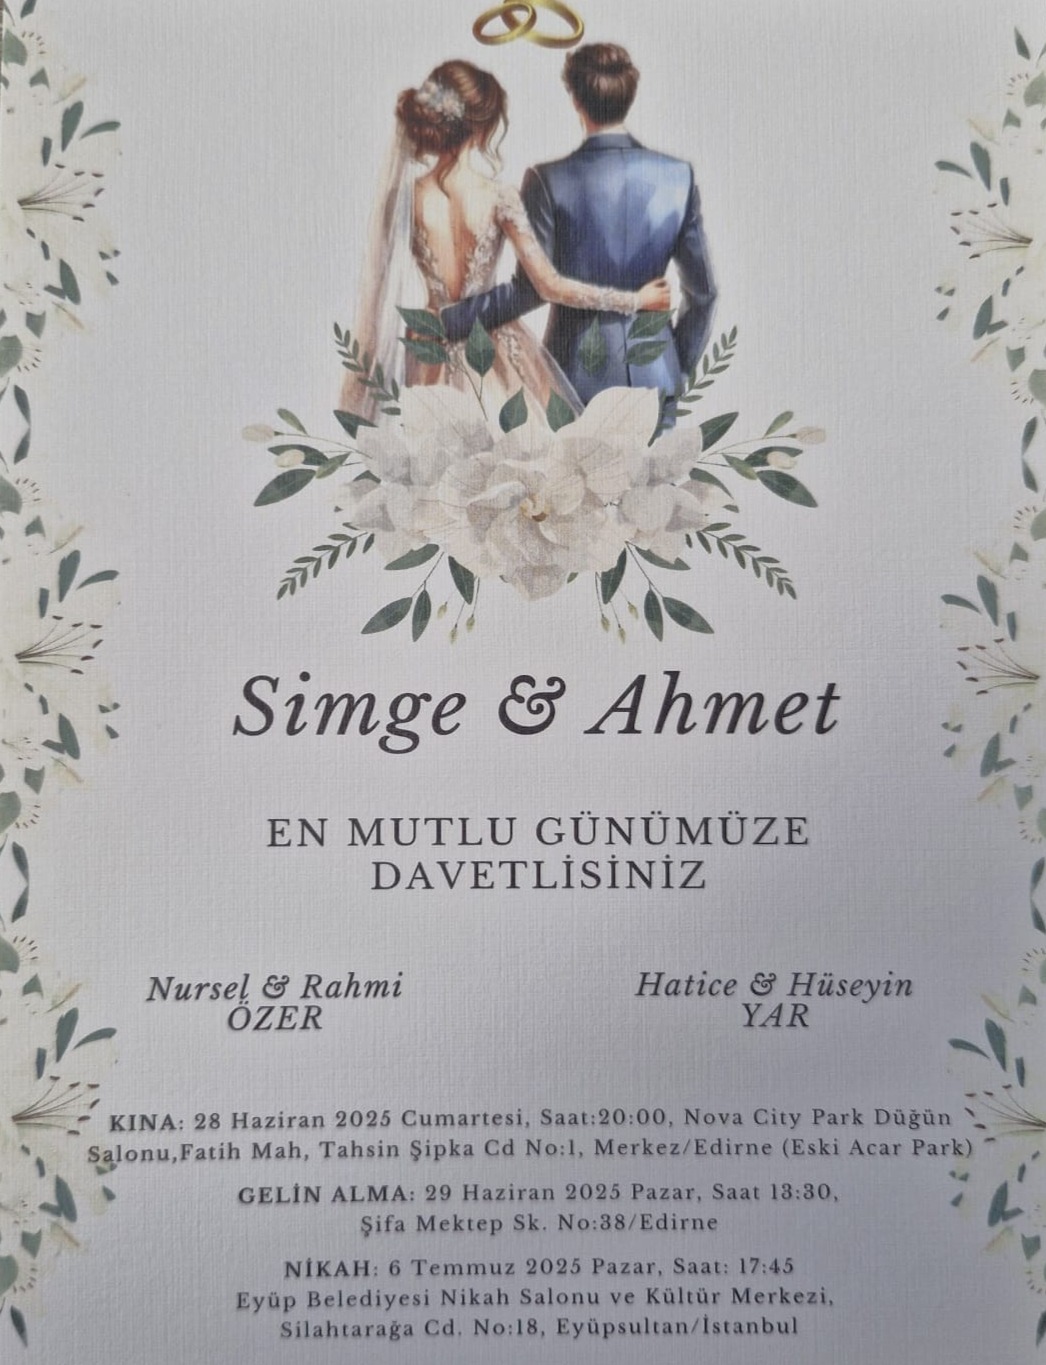 Simge & Ahmet
EN MUTLU GÜNÜMÜZE
DAVETLİSİNİZ
Nursel & Rahmi
ÖZER
Hatice & Hüseyin
YAR
KINA: 28 Haziran 2025 Cumartesi, Saat:20:00, Nova City Park Düğün
Salonu,Fatih Mah, Tahsin Şipka Cd No:1, Merkez/Edirne (Eski Acar Park)
GELİN ALMA: 29 Haziran 2025 Pazar, Saat 13:30,
Şifa Mektep Sk. No:38/Edirne
NİKAH: 6 Temmuz 2025 Pazar, Saat: 17:45
Eyüp Belediyesi Nikah Salonu ve Kültür Merkezi,
Silahtarağa Cd. No:18, Eyüpsultan/İstanbul